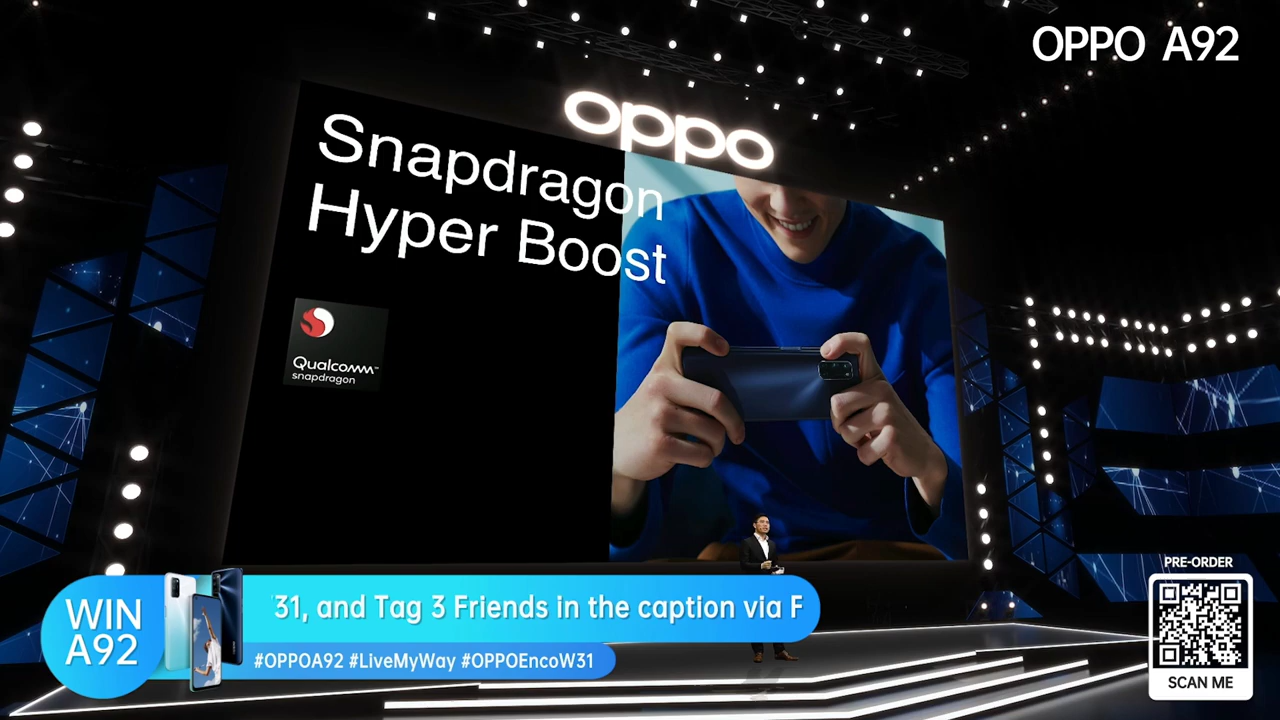 OPPO A92
oppo
Snapdragon
Hyper Boost
Qualcomm
snapdragon
PRE-ORDER
SCAN ME
WIN
A92
31, and Tag 3 Friends in the caption via F
#OPPOA92 #LiveMyWay #OPPOEncoW31